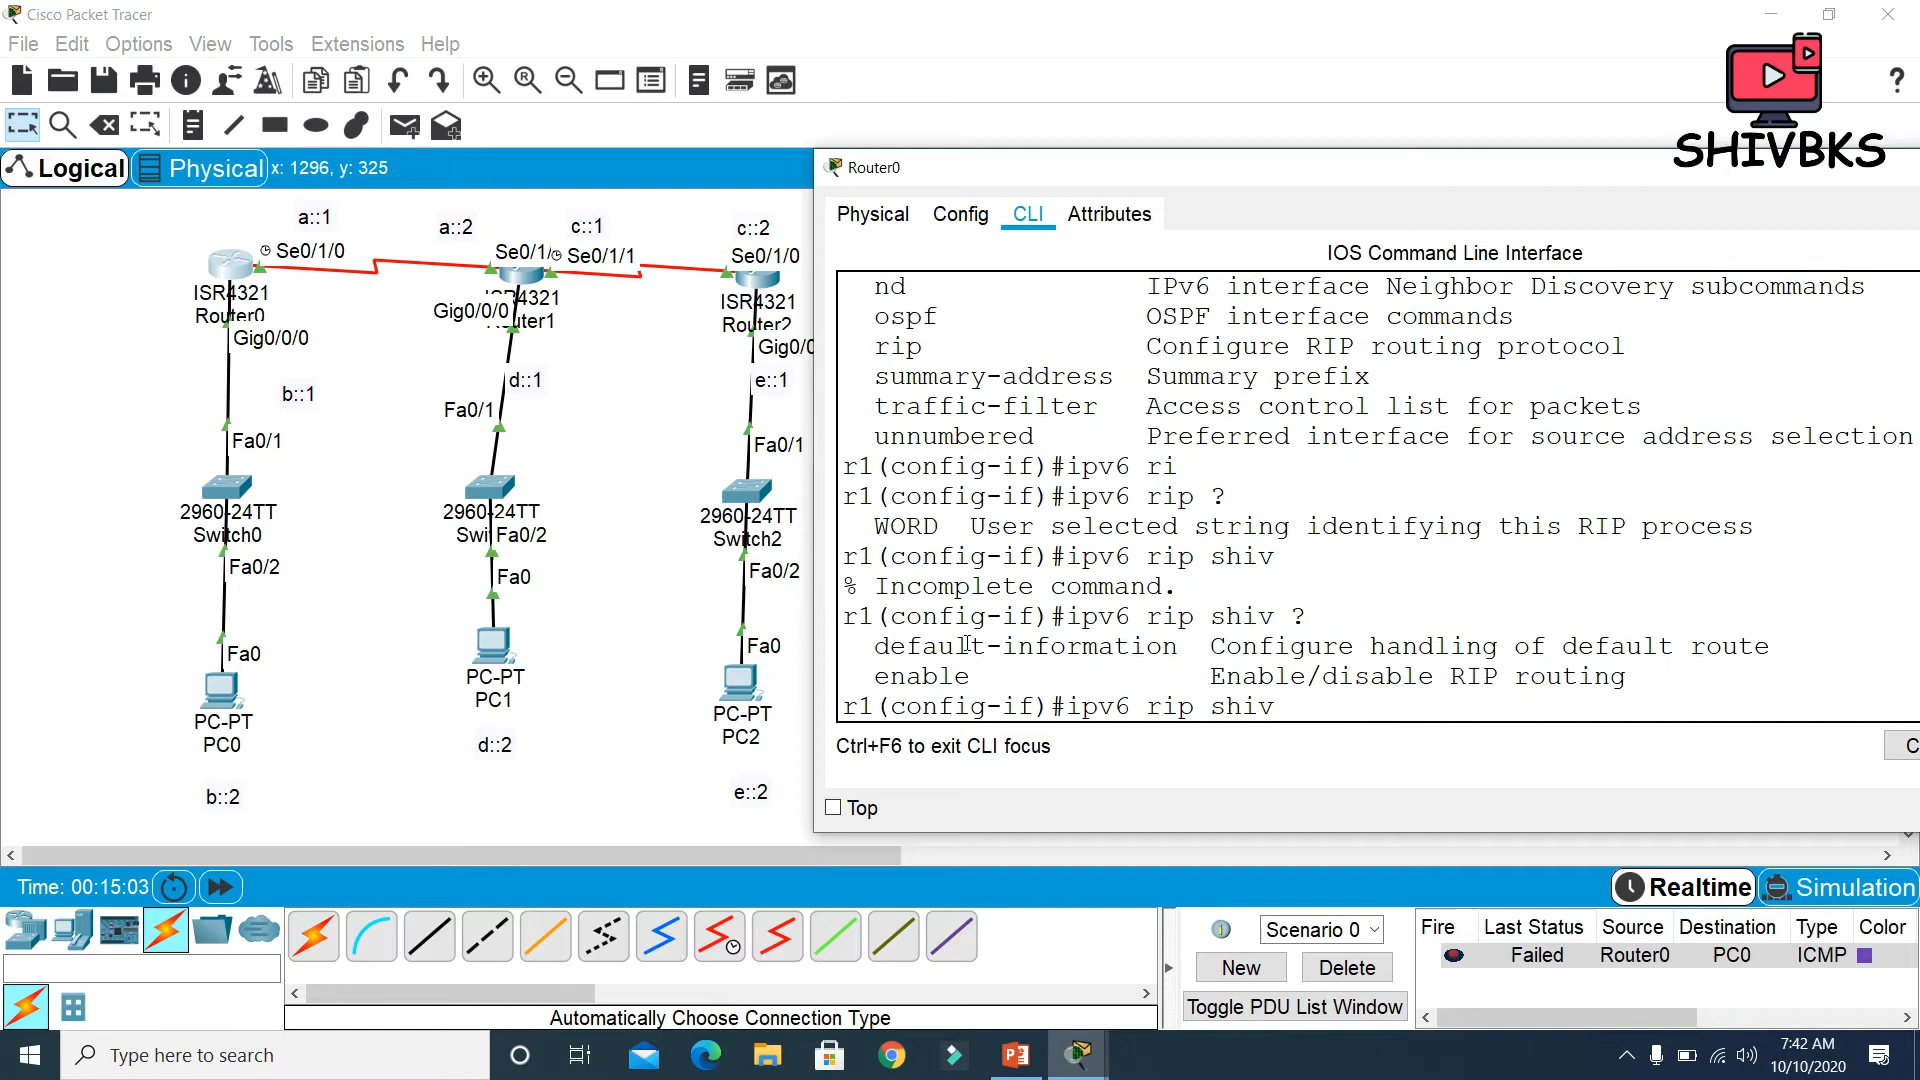 Cisco Packet Tracer
File Edit Options View Tools Extensions Help
SHIVBKS
Logical Physical x: 1296, y: 325
Router0
Physical Config CLI Attributes
IOS Command Line Interface
nd IPv6 interface Neighbor Discovery subcommands
ospf OSPF interface commands
rip Configure RIP routing protocol
summary-address Summary prefix
traffic-filter Access control list for packets
unnumbered Preferred interface for source address selection
r1(config-if)#ipv6 ri
r1(config-if)#ipv6 rip ?
WORD User selected string identifying this RIP process
r1(config-if)#ipv6 rip shiv
% Incomplete command.
r1(config-if)#ipv6 rip shiv ?
default-information Configure handling of default route
enable Enable/disable RIP routing
r1(config-if)#ipv6 rip shiv
Ctrl+F6 to exit CLI focus
C
Top
a::1
a::2
c::1
c::2
Se0/1/0
Se0/1/
Se0/1/1
Se0/1/0
ISR4321
Router0
Gig0/0/0
Gig0/0/0
Router1
ISR4321
Router2
Gig0/0
b::1
d::1
e::1
Fa0/1
Fa0/1
Fa0/1
2960-24TT
Switch0
2960-24TT
Swi Fa0/2
2960-24TT
Switch2
Fa0/2
Fa0
Fa0/2
Fa0
Fa0
PC-PT
PC0
PC-PT
PC1
PC-PT
PC2
b::2
d::2
e::2
Time: 00:15:03
Realtime Simulation
Scenario 0
New Delete
Toggle PDU List Window
Fire Last Status Source Destination Type Color
Failed Router0 PC0 ICMP
Automatically Choose Connection Type
Type here to search
7:42 AM
10/10/2020